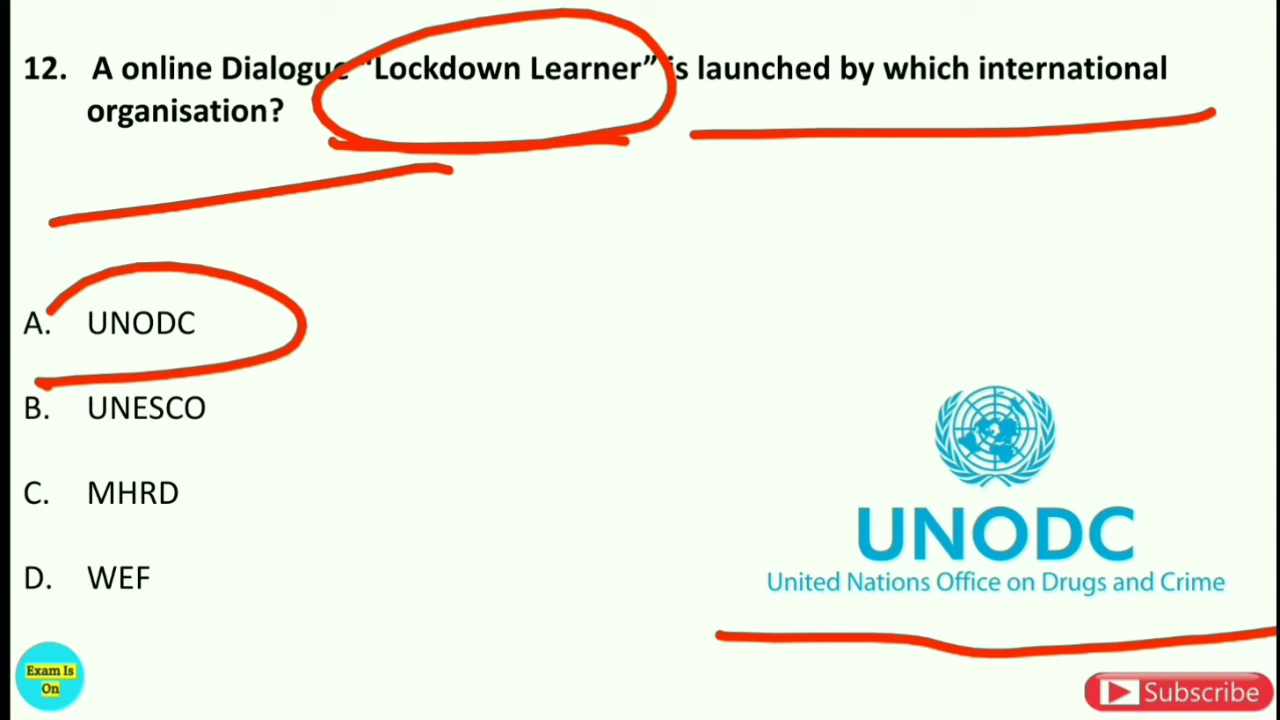 12. A online Dialogue “Lockdown Learner” is launched by which international
organisation?
A. UNODC
B. UNESCO
C. MHRD
D. WEF
UNODC
United Nations Office on Drugs and Crime
Exam Is
On
Subscribe